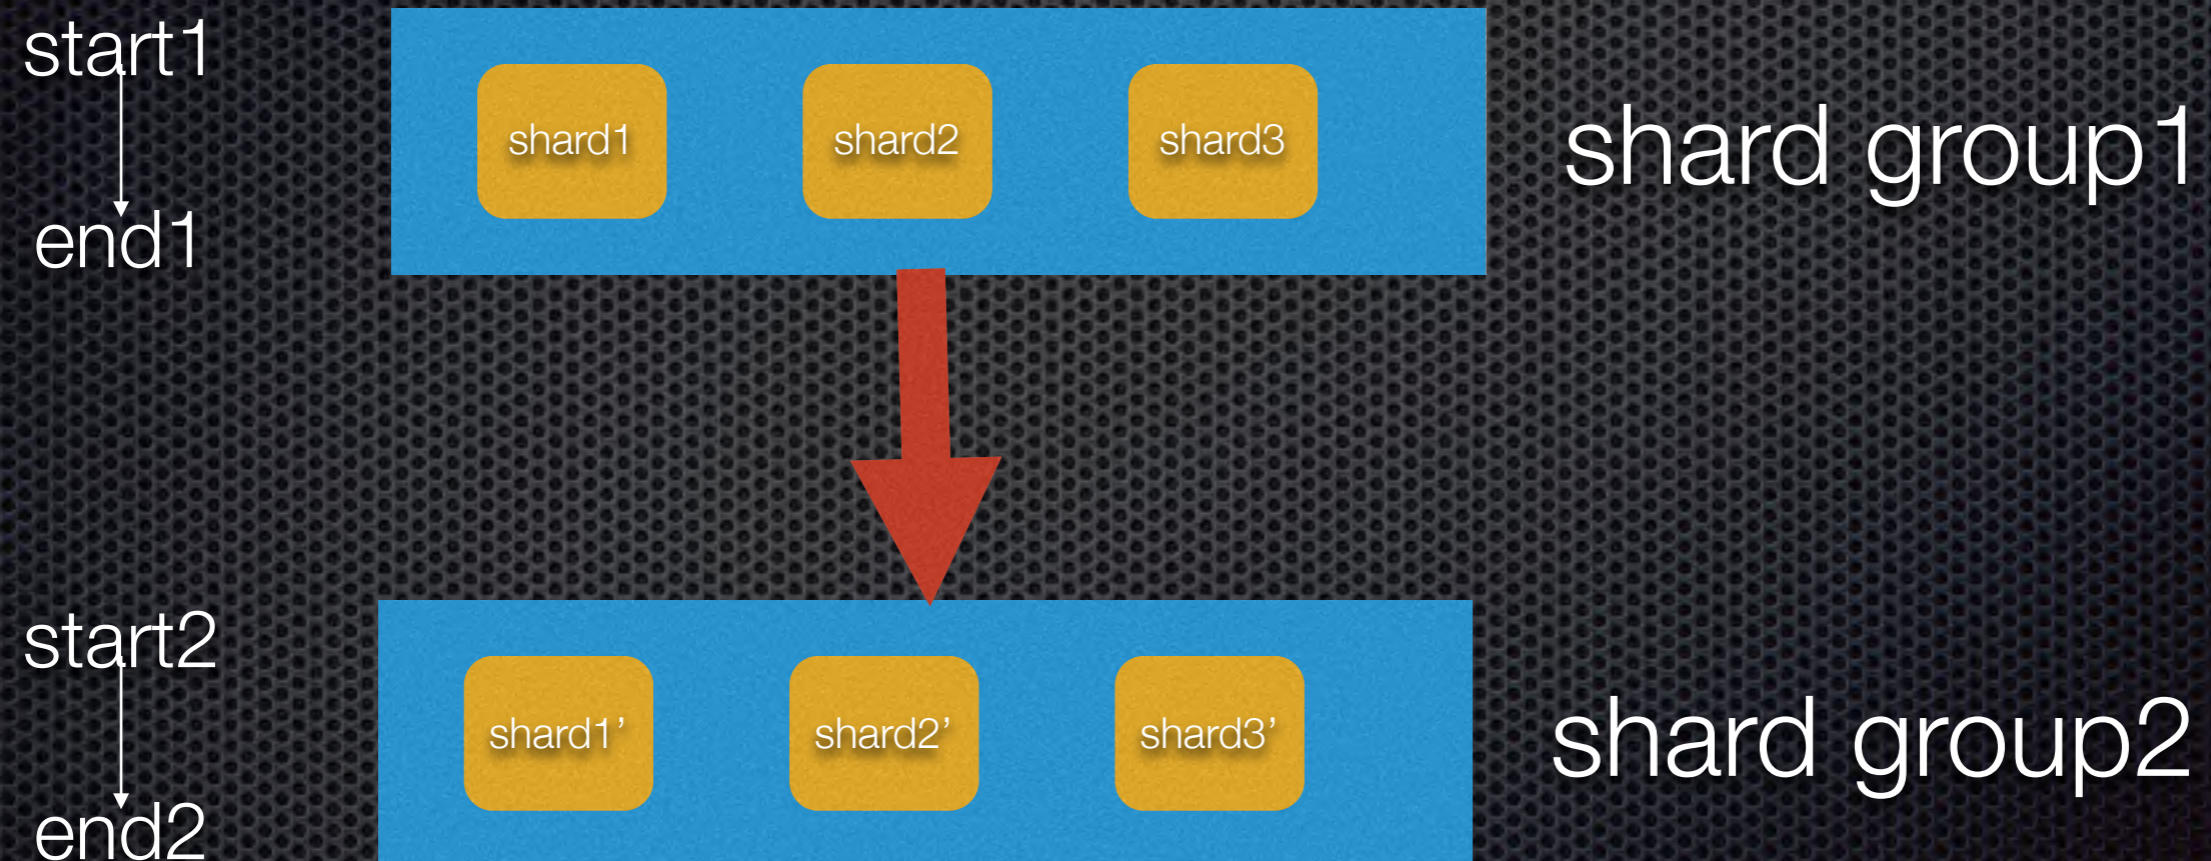 start1
shard1
shard2
shard3
shard group1
end1
start2
shard1’
shard2’
shard3’
shard group2
end2